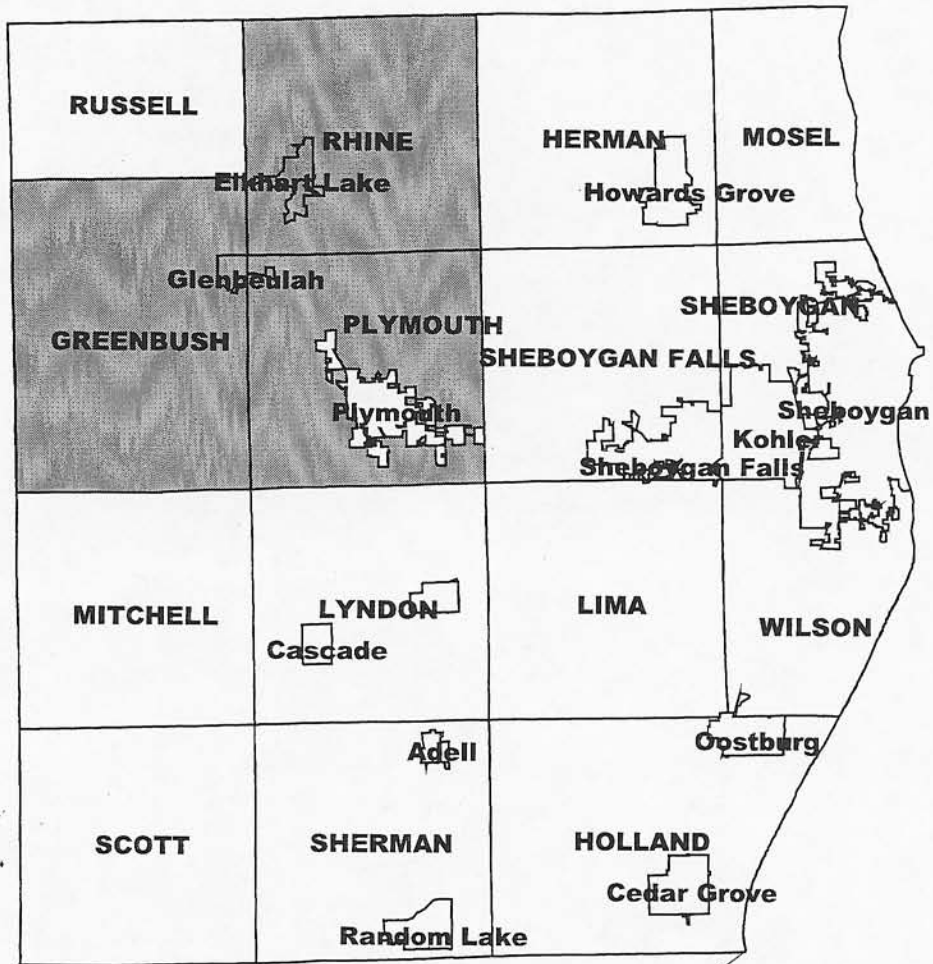 RUSSELL
RHINE
HERMAN
MOSEL
Elkhart Lake
Howards Grove
Glenbeulah
GREENBUSH
PLYMOUTH
SHEBOYGAN
SHEBOYGAN FALLS
Plymouth
Sheboygan
Kohler
Sheboygan Falls
MITCHELL
LYNDON
LIMA
WILSON
Cascade
Adell
Oostburg
SCOTT
SHERMAN
HOLLAND
Cedar Grove
Random Lake